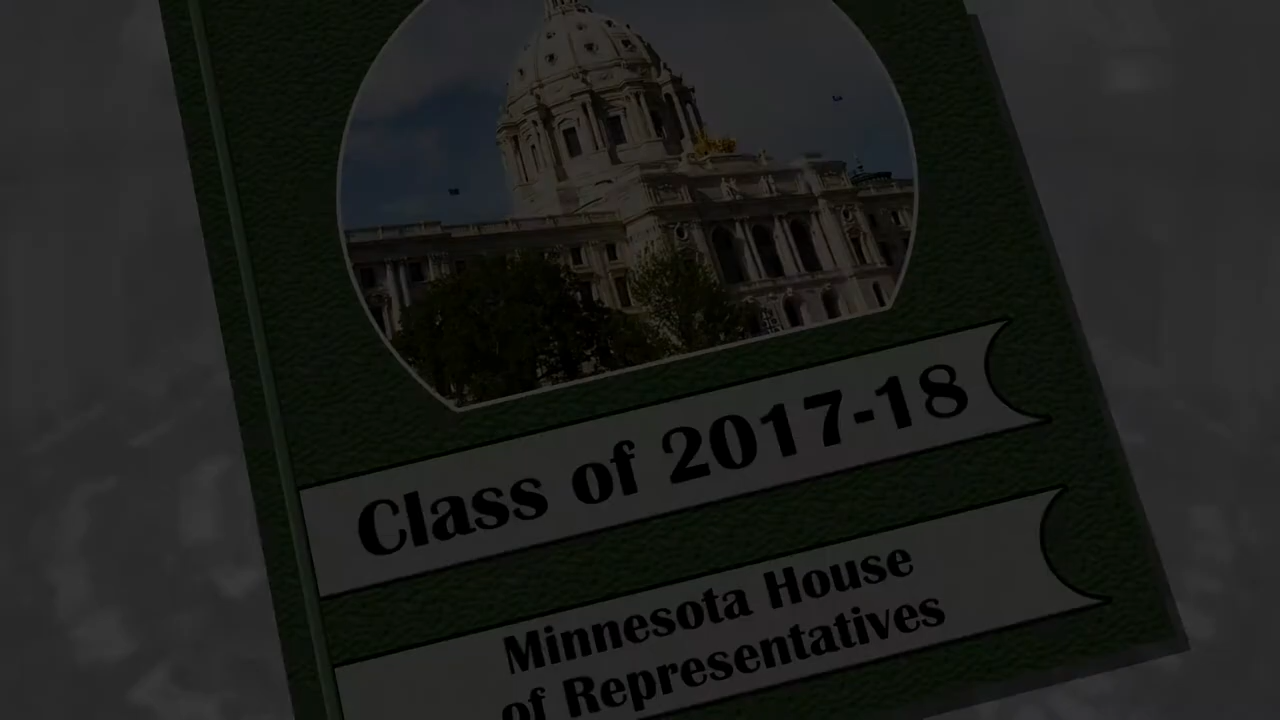 Class of 2017-18
Minnesota House
of Representatives